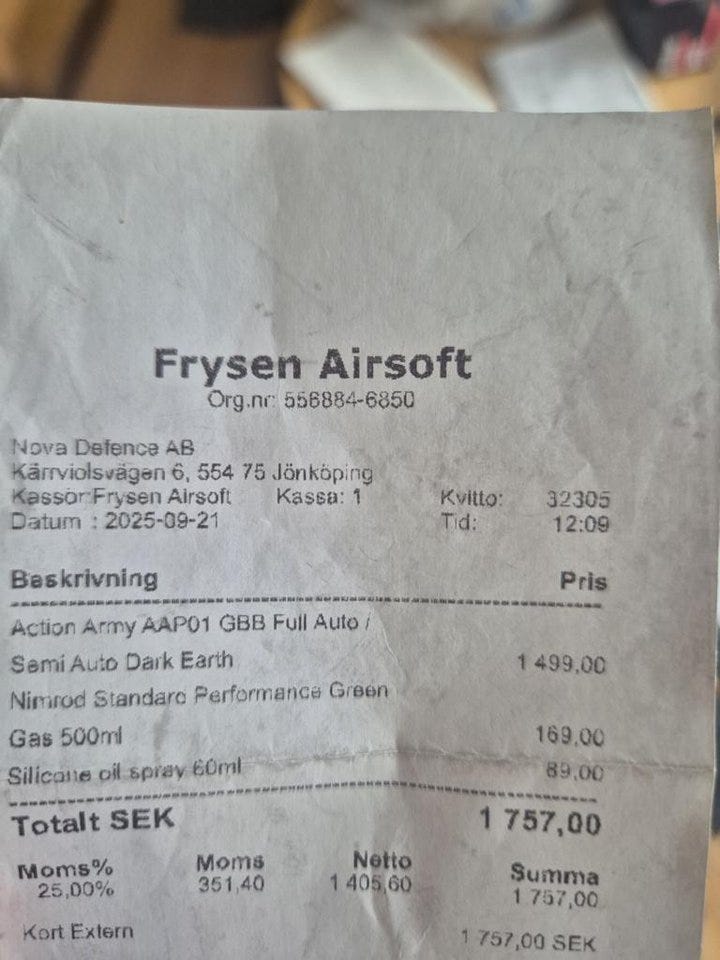 Frysen Airsoft
Org.nr: 556884-6850
Nova Defence AB
Kärrviolsvägen 6, 554 75 Jönköping
Kassör:Frysen Airsoft Kassa: 1 Kvitto: 32305
Datum : 2025-09-21 Tid: 12:09
Beskrivning Pris
Action Army AAP01 GBB Full Auto /
Semi Auto Dark Earth 1 499,00
Nimrod Standard Performance Green
Gas 500ml 169,00
Silicone oil spray 60ml 89,00
Totalt SEK 1 757,00
Moms% Moms Netto Summa
25,00% 351,40 1 405,60 1 757,00
Kort Extern 1 757,00 SEK